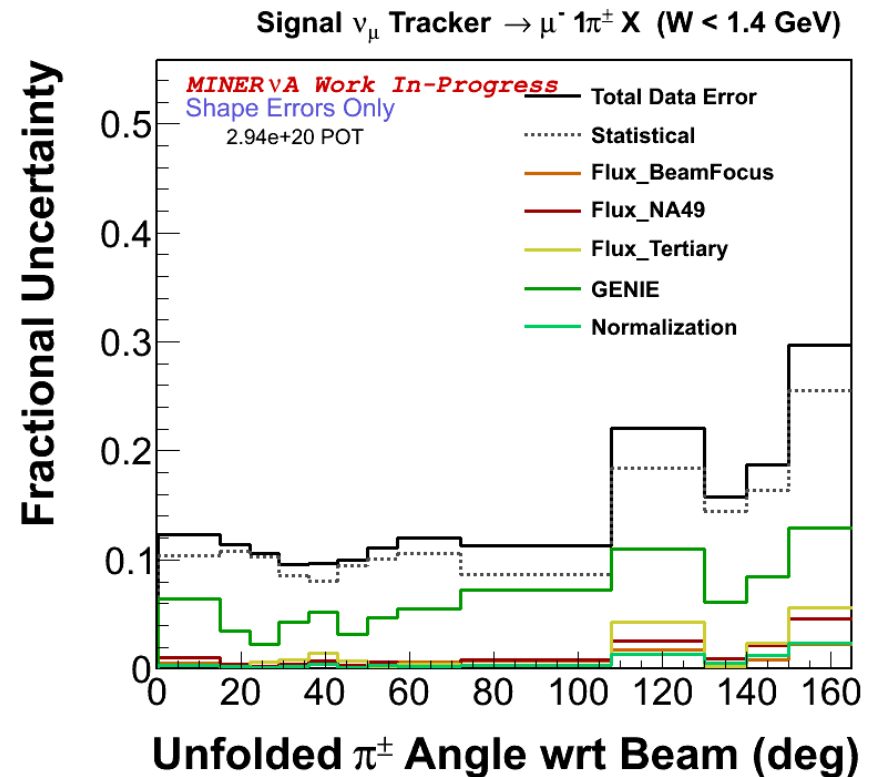 Signal νμ Tracker → μ- 1π± X (W < 1.4 GeV)
MINERνA Work In-Progress
Shape Errors Only
2.94e+20 POT
Total Data Error
Statistical
Flux_BeamFocus
Flux_NA49
Flux_Tertiary
GENIE
Normalization
Fractional Uncertainty
0.5
0.4
0.3
0.2
0.1
0
0 20 40 60 80 100 120 140 160
Unfolded π± Angle wrt Beam (deg)